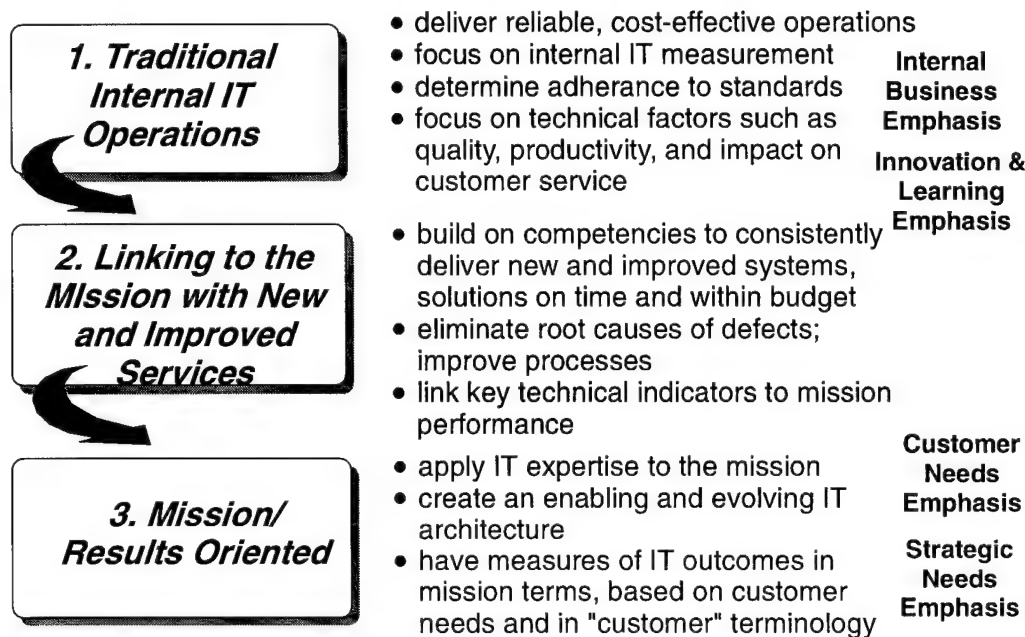 1. Traditional
Internal IT
Operations
• deliver reliable, cost-effective operations
• focus on internal IT measurement
• determine adherance to standards
• focus on technical factors such as
quality, productivity, and impact on
customer service
Internal
Business
Emphasis
Innovation &
Learning
Emphasis
2. Linking to the
MIssion with New
and Improved
Services
• build on competencies to consistently
deliver new and improved systems,
solutions on time and within budget
• eliminate root causes of defects;
improve processes
• link key technical indicators to mission
performance
3. Mission/
Results Oriented
• apply IT expertise to the mission
• create an enabling and evolving IT
architecture
• have measures of IT outcomes in
mission terms, based on customer
needs and in "customer" terminology
Customer
Needs
Emphasis
Strategic
Needs
Emphasis